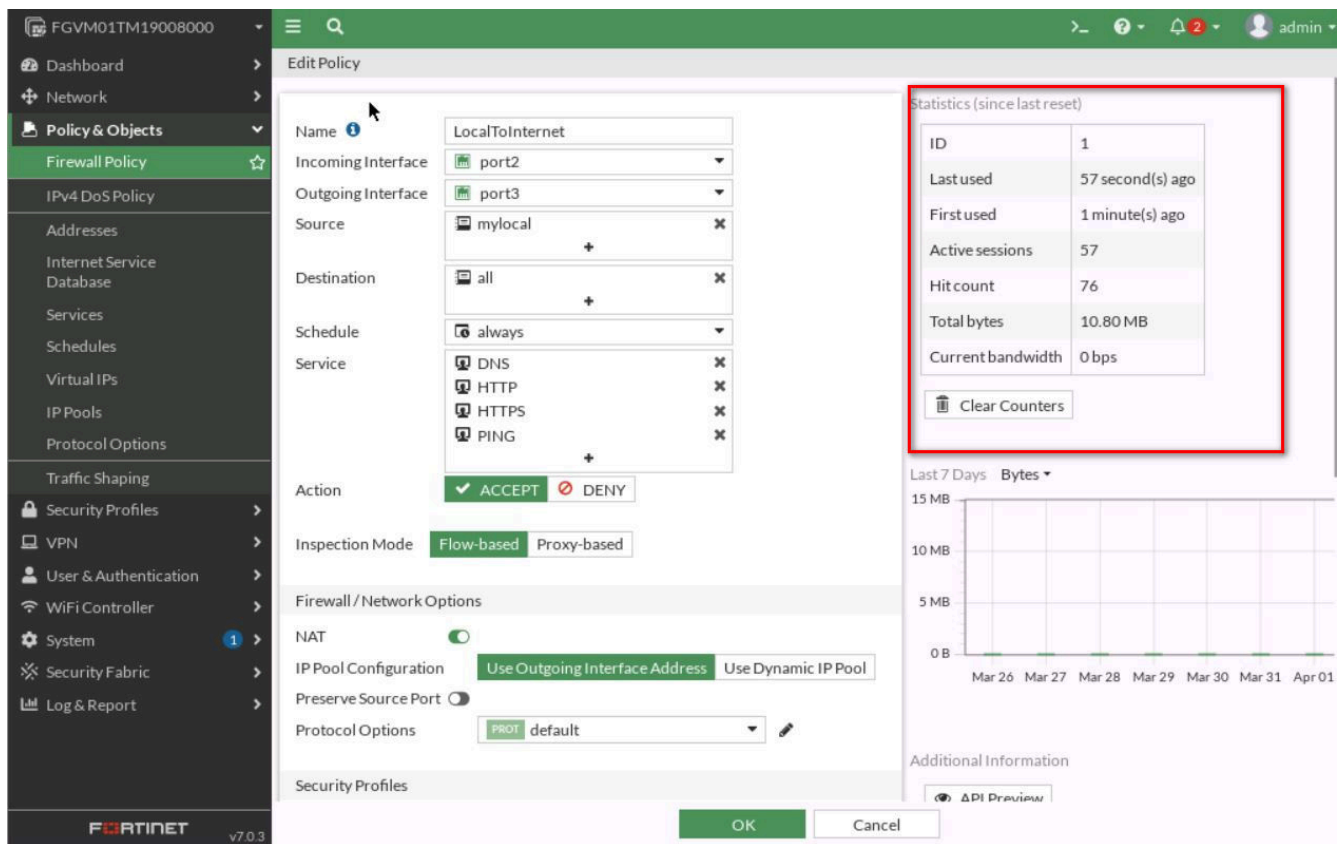 FGVM01TM19008000
admin
2
Dashboard
Network
Policy & Objects
Firewall Policy
IPv4 DoS Policy
Addresses
Internet Service
Database
Services
Schedules
Virtual IPs
IP Pools
Protocol Options
Traffic Shaping
Security Profiles
VPN
User & Authentication
WiFi Controller
System 1
Security Fabric
Log & Report
FORTINET
v7.0.3
Edit Policy
Name LocalToInternet
Incoming Interface port2
Outgoing Interface port3
Source mylocal
Destination all
Schedule always
Service DNS
HTTP
HTTPS
PING
Action ACCEPT DENY
Inspection Mode Flow-based Proxy-based
Firewall / Network Options
NAT
IP Pool Configuration Use Outgoing Interface Address Use Dynamic IP Pool
Preserve Source Port
Protocol Options PROT default
Security Profiles
OK Cancel
Statistics (since last reset)
ID 1
Last used 57 second(s) ago
First used 1 minute(s) ago
Active sessions 57
Hit count 76
Total bytes 10.80 MB
Current bandwidth 0 bps
Clear Counters
Last 7 Days Bytes
15 MB
10 MB
5 MB
0 B
Mar 26 Mar 27 Mar 28 Mar 29 Mar 30 Mar 31 Apr 01
Additional Information
API Preview